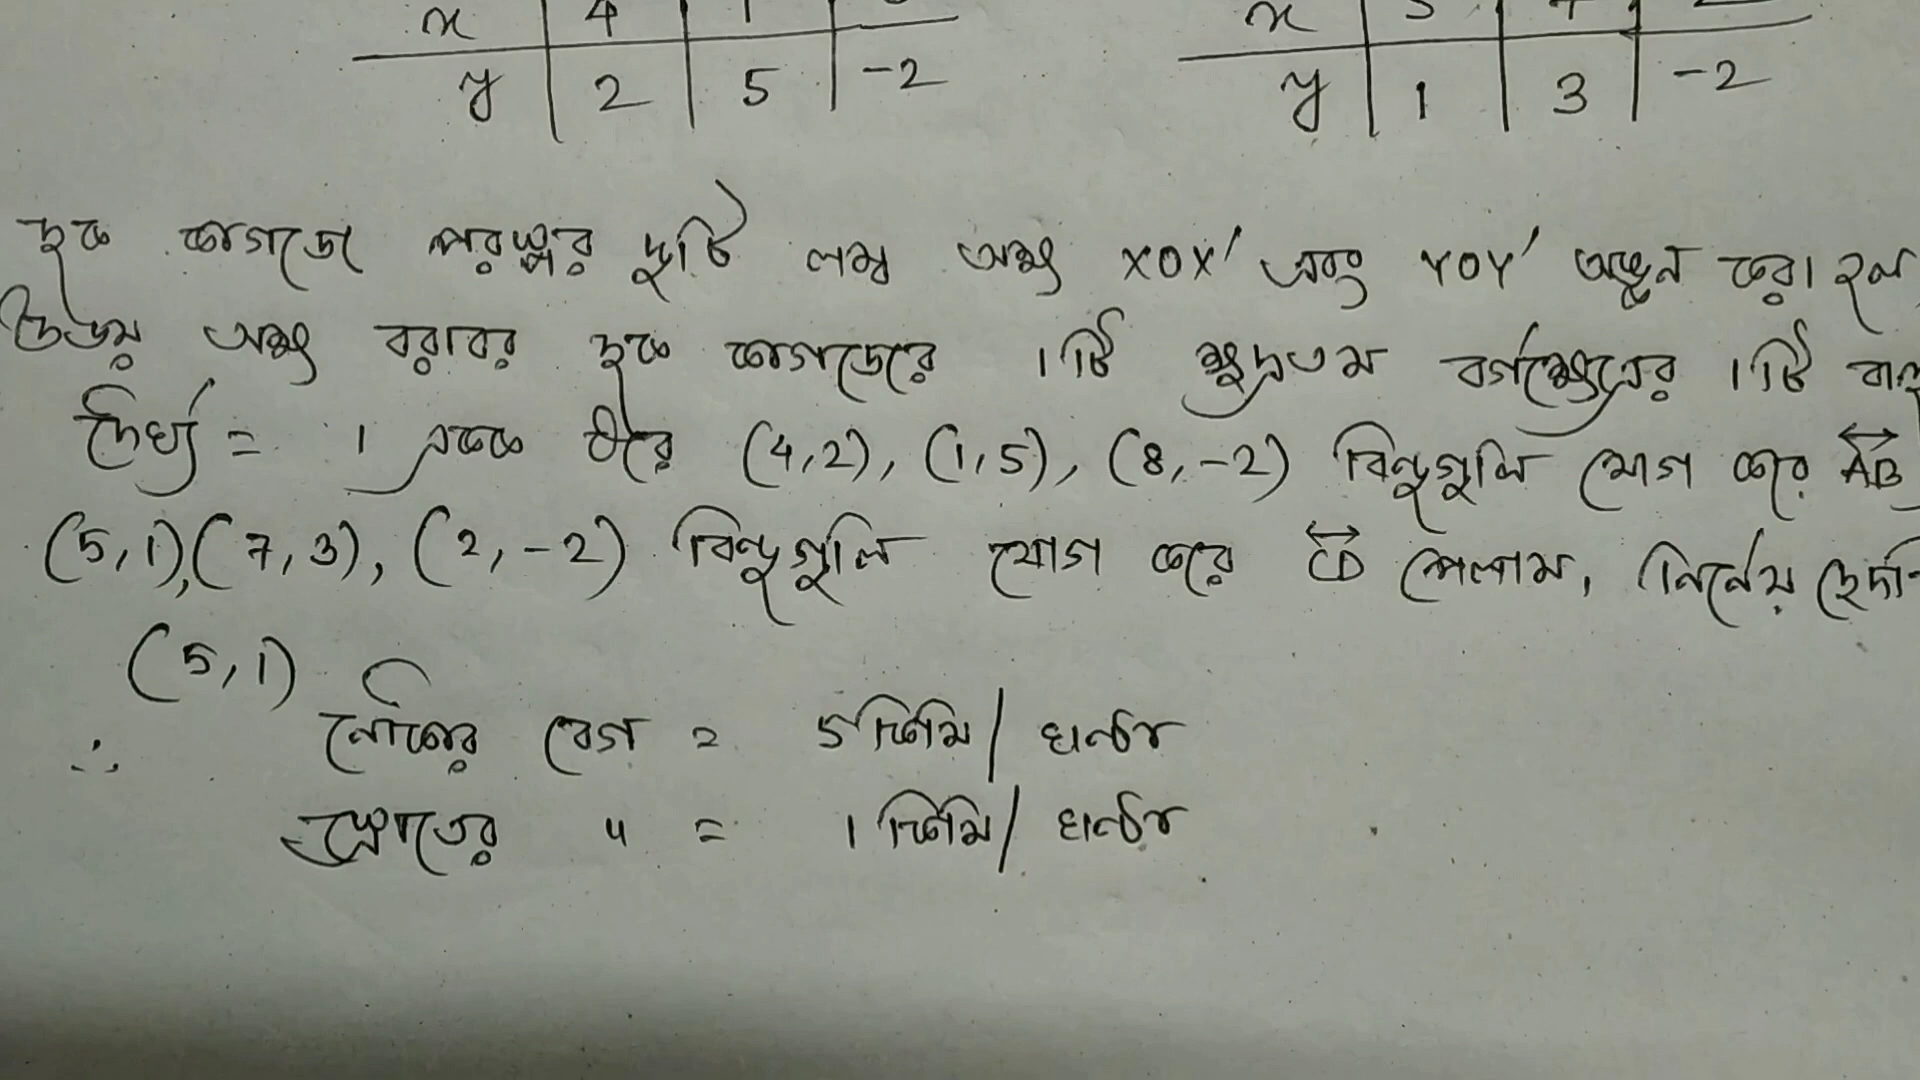 x 4 1 x 5 7
y 2 5 -2 y 1 3 -2
ছক কাগজে পরস্পর দুটি লম্ব অক্ষ XOX' এবং YOY' অঙ্কন করা হল
উভয় অক্ষ বরাবর ছক কাগজের 1টি ক্ষুদ্রতম বর্গক্ষেত্রের 1টি
দৈর্ঘ্য = 1 একক ধরে (4,2), (1,5), (8,-2) বিন্দুগুলি যোগ করে AB
(5,1),(7,3), (2,-2) বিন্দুগুলি যোগ করে CD পেলাম, নির্নেয়
(5,1)
∴ নৌকার বেগ = 5 কিমি/ ঘন্টা
স্রোতের " = 1 কিমি/ ঘন্টা